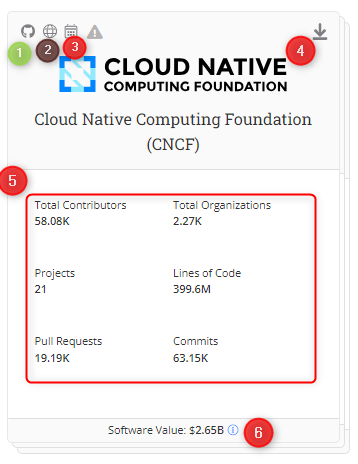 1 2 3 4
CLOUD NATIVE
COMPUTING FOUNDATION
Cloud Native Computing Foundation
(CNCF)
5
Total Contributors Total Organizations
58.08K 2.27K
Projects Lines of Code
21 399.6M
Pull Requests Commits
19.19K 63.15K
Software Value: $2.65B 6